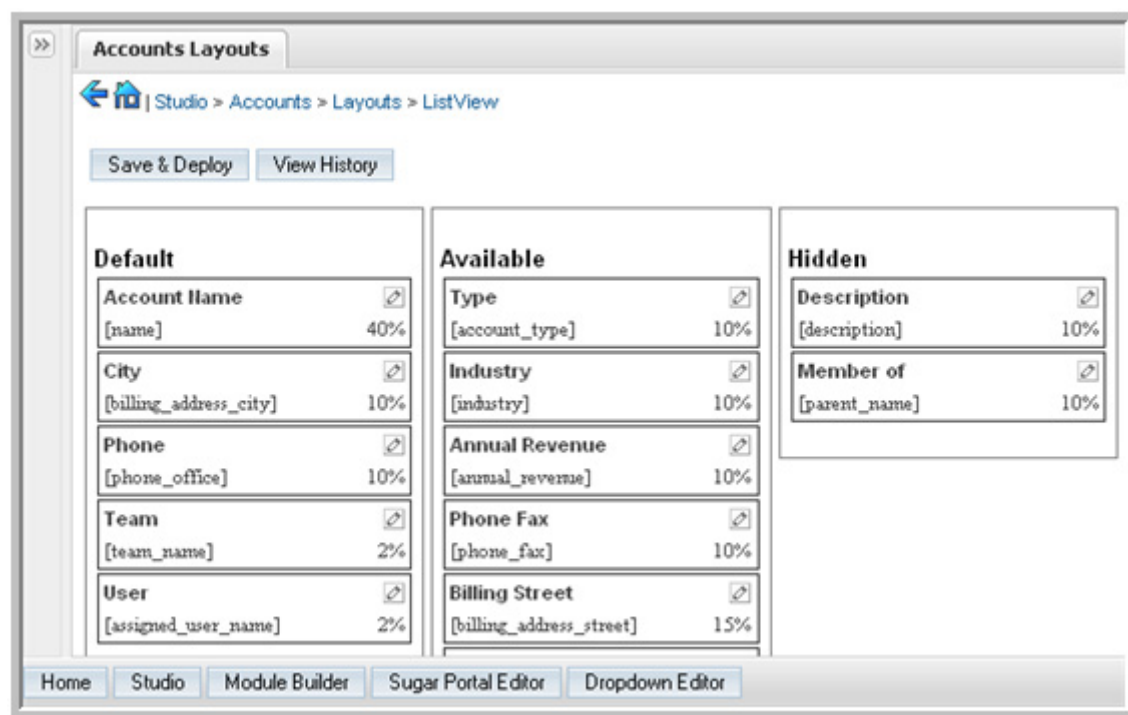 Accounts Layouts
| Studio > Accounts > Layouts > ListView
Save & Deploy View History
Default
Account Name
[name] 40%
City
[billing_address_city] 10%
Phone
[phone_office] 10%
Team
[team_name] 2%
User
[assigned_user_name] 2%
Available
Type
[account_type] 10%
Industry
[industry] 10%
Annual Revenue
[annual_revenue] 10%
Phone Fax
[phone_fax] 10%
Billing Street
[billing_address_street] 15%
Hidden
Description
[description] 10%
Member of
[parent_name] 10%
Home Studio Module Builder Sugar Portal Editor Dropdown Editor